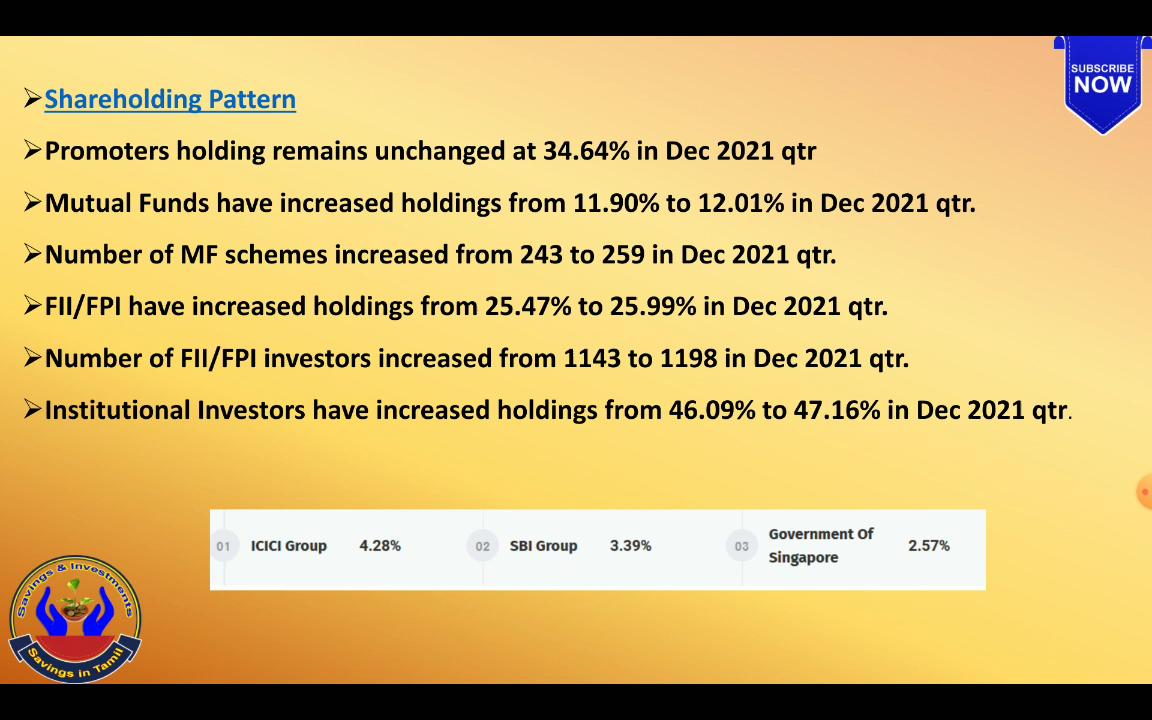 SUBSCRIBE
NOW
➢Shareholding Pattern
➢Promoters holding remains unchanged at 34.64% in Dec 2021 qtr
➢Mutual Funds have increased holdings from 11.90% to 12.01% in Dec 2021 qtr.
➢Number of MF schemes increased from 243 to 259 in Dec 2021 qtr.
➢FII/FPI have increased holdings from 25.47% to 25.99% in Dec 2021 qtr.
➢Number of FII/FPI investors increased from 1143 to 1198 in Dec 2021 qtr.
➢Institutional Investors have increased holdings from 46.09% to 47.16% in Dec 2021 qtr.
01 ICICI Group 4.28% 02 SBI Group 3.39% 03 Government Of
Singapore 2.57%
Savings & Investments
Savings in Tamil